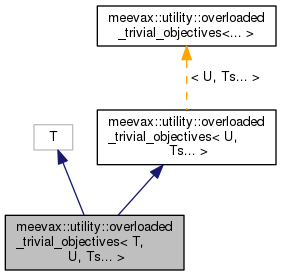 meevax::utility::overloaded
_trivial_objectives<... >
< U, Ts... >
T
meevax::utility::overloaded
_trivial_objectives< U,
Ts... >
meevax::utility::overloaded
_trivial_objectives< T,
U, Ts... >